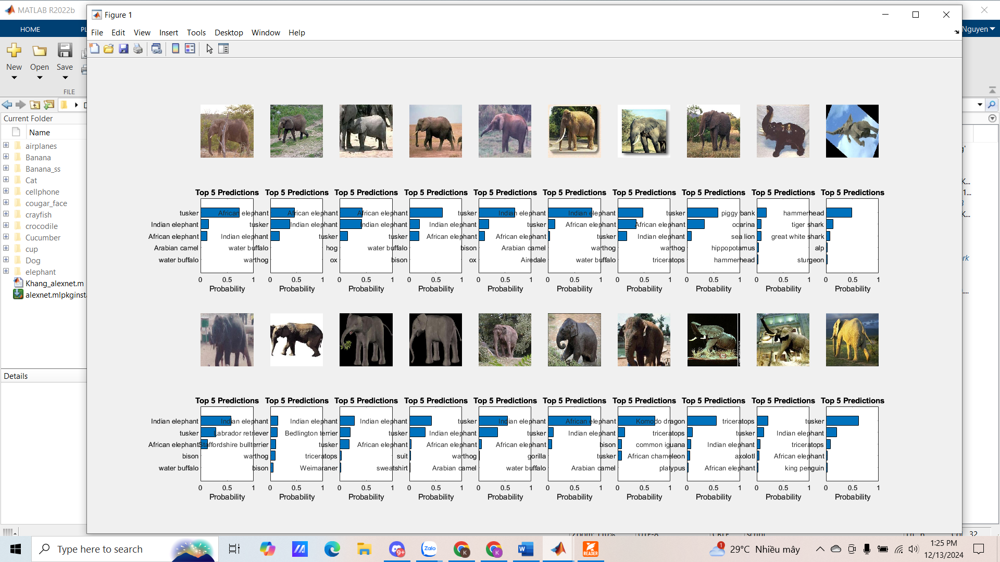 MATLAB R2022b
Figure 1
HOME
File Edit View Insert Tools Desktop Window Help
Nguyen
New Open Save
FILE
Current Folder
Name
airplanes
Banana
Banana_ss
Cat
cellphone
cougar_face
crayfish
crocodile
Cucumber
cup
Dog
elephant
Khang_alexnet.m
alexnet.mlpkginst
Details
Top 5 Predictions
tusker
Indian elephant
African elephant
Arabian camel
water buffalo
0 0.5 1
Probability
Top 5 Predictions
African elephant
tusker
Indian elephant
water buffalo
warthog
0 0.5 1
Probability
Top 5 Predictions
African elephant
Indian elephant
tusker
hog
ox
0 0.5 1
Probability
Top 5 Predictions
African elephant
Indian elephant
tusker
water buffalo
bison
0 0.5 1
Probability
Top 5 Predictions
tusker
Indian elephant
African elephant
bison
ox
0 0.5 1
Probability
Top 5 Predictions
Indian elephant
tusker
African elephant
Arabian camel
Airedale
0 0.5 1
Probability
Top 5 Predictions
Indian elephant
African elephant
tusker
warthog
water buffalo
0 0.5 1
Probability
Top 5 Predictions
tusker
African elephant
Indian elephant
warthog
triceratops
0 0.5 1
Probability
Top 5 Predictions
piggy bank
ocarina
sea lion
hippopotamus
hammerhead
0 0.5 1
Probability
Top 5 Predictions
hammerhead
tiger shark
great white shark
alp
sturgeon
0 0.5 1
Probability
Top 5 Predictions
Indian elephant
tusker
African elephant
bison
water buffalo
0 0.5 1
Probability
Top 5 Predictions
Indian elephant
Labrador retriever
Staffordshire bullterrier
warthog
bison
0 0.5 1
Probability
Top 5 Predictions
Indian elephant
Bedlington terrier
tusker
triceratops
Weimaraner
0 0.5 1
Probability
Top 5 Predictions
Indian elephant
tusker
African elephant
suit
sweatshirt
0 0.5 1
Probability
Top 5 Predictions
tusker
Indian elephant
African elephant
warthog
Arabian camel
0 0.5 1
Probability
Top 5 Predictions
Indian elephant
tusker
African elephant
gorilla
water buffalo
0 0.5 1
Probability
Top 5 Predictions
African elephant
Indian elephant
bison
tusker
Arabian camel
0 0.5 1
Probability
Top 5 Predictions
Komodo dragon
triceratops
common iguana
African chameleon
platypus
0 0.5 1
Probability
Top 5 Predictions
triceratops
tusker
Indian elephant
axolotl
African elephant
0 0.5 1
Probability
Top 5 Predictions
tusker
Indian elephant
triceratops
African elephant
king penguin
0 0.5 1
Probability
Type here to search
9+
Zalo
K
K
READER
1
29°C Nhiều mây
1:25 PM
12/13/2024